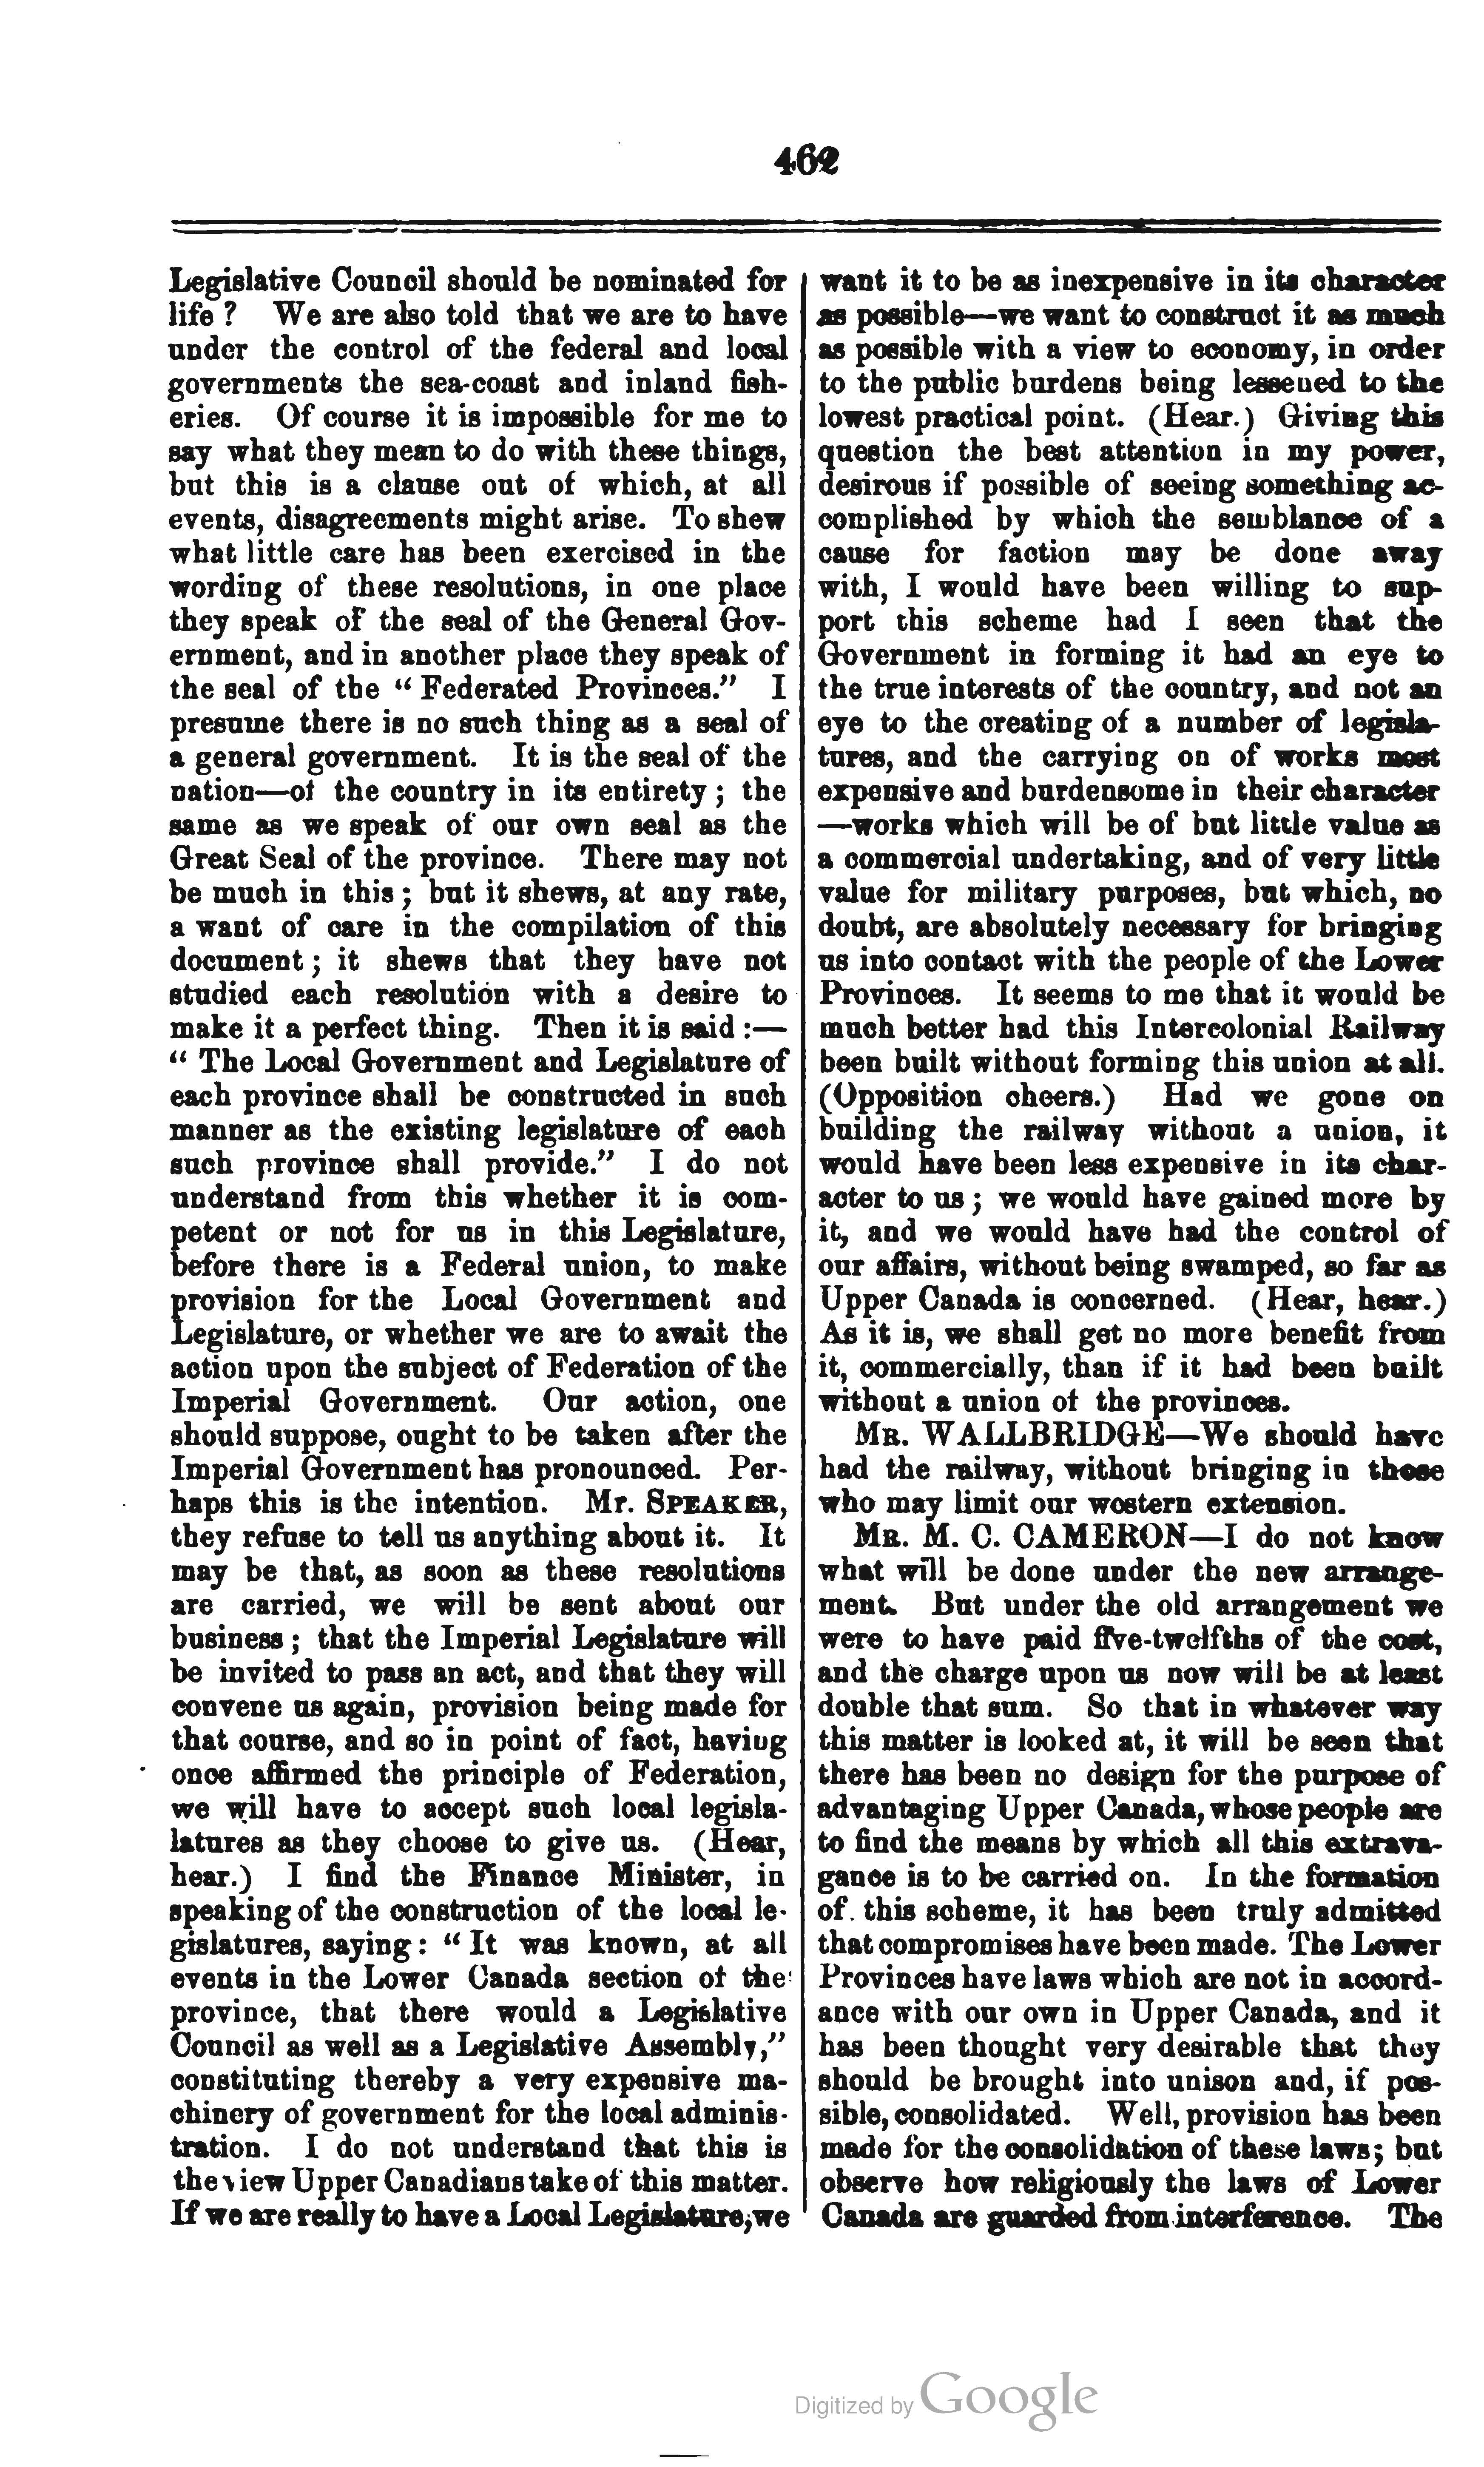 462
Legislative Council should be nominated for
life ? We are also told that we are to have
under the control of the federal and local
governments the sea-coast and inland fish-
eries. Of course it is impossible for me to
say what they mean to do with these things,
but this is a clause out of which, at all
events, disagreements might arise. To shew
what little care has been exercised in the
wording of these resolutions, in one place
they speak of the seal of the General Gov-
ernment, and in another place they speak of
the seal of the “ Federated Provinces.” I
presume there is no such thing as a seal of
a general government. It is the seal of the
nation—of the country in its entirety ; the
same as we speak of our own seal as the
Great Seal of the province. There may not
be much in this ; but it shews, at any rate,
a want of care in the compilation of this
document ; it shews that they have not
studied each resolution with a desire to
make it a perfect thing. Then it is said :—
“ The Local Government and Legislature of
each province shall be constructed in such
manner as the existing legislature of each
such province shall provide.” I do not
understand from this whether it is com-
petent or not for us in this Legislature,
before there is a Federal union, to make
provision for the Local Government and
Legislature, or whether we are to await the
action upon the subject of Federation of the
Imperial Government. Our action, one
should suppose, ought to be taken after the
Imperial Government has pronounced. Per-
haps this is the intention. Mr. SPEAKER,
they refuse to tell us anything about it. It
may be that, as soon as these resolutions
are carried, we will be sent about our
business ; that the Imperial Legislature will
be invited to pass an act, and that they will
convene us again, provision being made for
that course, and so in point of fact, having
once affirmed the principle of Federation,
we will have to accept such local legisla-
latures as they choose to give us. (Hear,
hear.) I find the Finance Minister, in
speaking of the construction of the local le-
gislatures, saying : “ It was known, at all
events in the Lower Canada section of the
province, that there would a Legislative
Council as well as a Legislative Assembly,”
constituting thereby a very expensive ma-
chinery of government for the local adminis-
tration. I do not understand that this is
the view Upper Canadians take of this matter.
If we are really to have a Local Legislature, we
want it to be as inexpensive in its character
as possible—we want to construct it as much
as possible with a view to economy, in order
to the public burdens being lessened to the
lowest practical point. (Hear.) Giving this
question the best attention in my power,
desirous if possible of seeing something ac-
complished by which the semblance of a
cause for faction may be done away
with, I would have been willing to sup-
port this scheme had I seen that the
Government in forming it had an eye to
the true interests of the country, and not an
eye to the creating of a number of legisla-
tures, and the carrying on of works most
expensive and burdensome in their character
—works which will be of but little value as
a commercial undertaking, and of very little
value for military purposes, but which, no
doubt, are absolutely necessary for bringing
us into contact with the people of the Lower
Provinces. It seems to me that it would be
much better had this Intercolonial Railway
been built without forming this union at all.
(Opposition cheers.) Had we gone on
building the railway without a union, it
would have been less expensive in its char-
acter to us ; we would have gained more by
it, and we would have had the control of
our affairs, without being swamped, so far as
Upper Canada is concerned. (Hear, hear.)
As it is, we shall get no more benefit from
it, commercially, than if it had been built
without a union of the provinces.
MR. WALLBRIDGE—We should have
had the railway, without bringing in those
who may limit our western extension.
MR. M. C. CAMERON—I do not know
what will be done under the new arrange-
ment. But under the old arrangement we
were to have paid five-twelfths of the cost,
and the charge upon us now will be at least
double that sum. So that in whatever way
this matter is looked at, it will be seen that
there has been no design for the purpose of
advantaging Upper Canada, whose people are
to find the means by which all this extrava-
gance is to be carried on. In the formation
of this scheme, it has been truly admitted
that compromises have been made. The Lower
Provinces have laws which are not in accord-
ance with our own in Upper Canada, and it
has been thought very desirable that they
should be brought into unison and, if pos-
sible, consolidated. Well, provision has been
made for the consolidation of these laws; but
observe how religiously the laws of Lower
Canada are guarded from interference. The
Digitized by Google